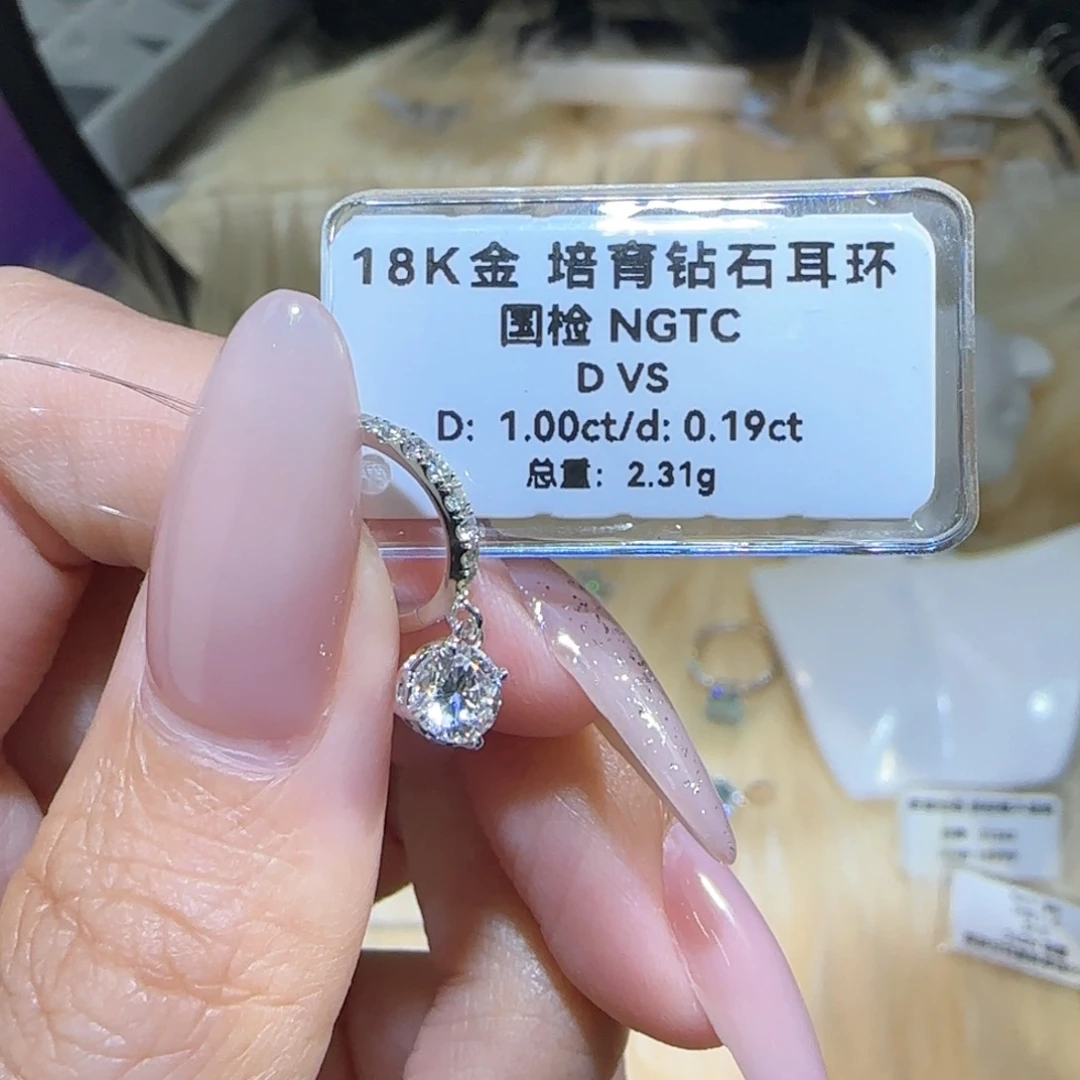 18K金 培育钻石耳环
国检 NGTC
D VS
D: 1.00ct/d: 0.19ct
总重: 2.31g